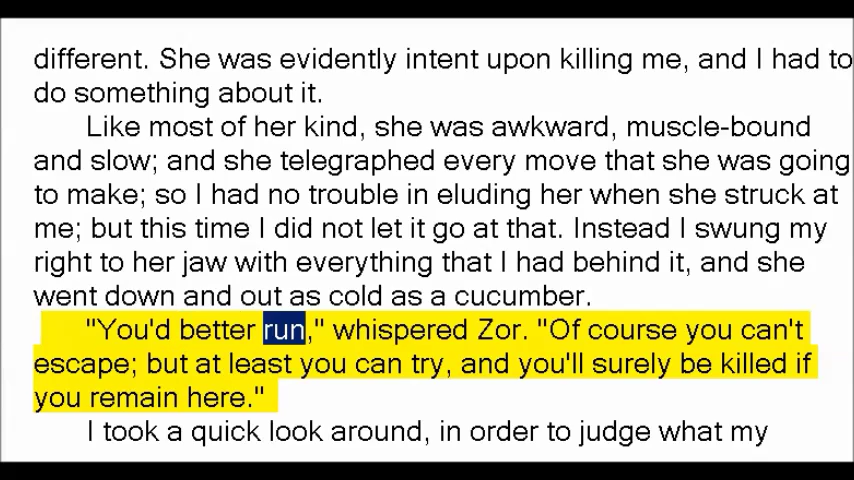 different. She was evidently intent upon killing me, and I had to
do something about it.
Like most of her kind, she was awkward, muscle-bound
and slow; and she telegraphed every move that she was going
to make; so I had no trouble in eluding her when she struck at
me; but this time I did not let it go at that. Instead I swung my
right to her jaw with everything that I had behind it, and she
went down and out as cold as a cucumber.
"You'd better run," whispered Zor. "Of course you can't
escape; but at least you can try, and you'll surely be killed if
you remain here."
I took a quick look around, in order to judge what my